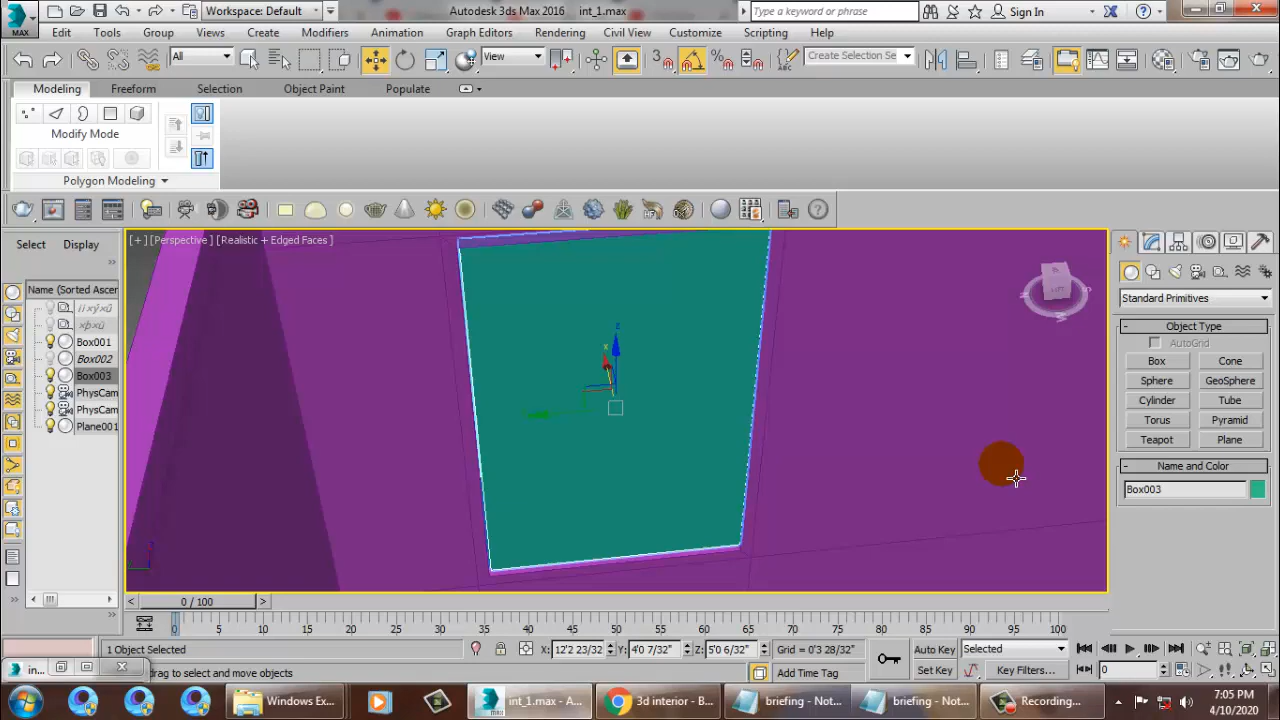 Workspace: Default
Autodesk 3ds Max 2016
int_1.max
Type a keyword or phrase
Sign In
MAX
Edit
Tools
Group
Views
Create
Modifiers
Animation
Graph Editors
Rendering
Civil View
Customize
Scripting
Help
All
View
3
Create Selection Se
Modeling
Freeform
Selection
Object Paint
Populate
Modify Mode
Polygon Modeling
Select
Display
[+] [Perspective] [Realistic + Edged Faces]
Name (Sorted Ascen
Box001
Box002
Box003
PhysCam
PhysCam
Plane001
Standard Primitives
Object Type
AutoGrid
Box
Cone
Sphere
GeoSphere
Cylinder
Tube
Torus
Pyramid
Teapot
Plane
Name and Color
Box003
LEFT
0 / 100
0 5 10 15 20 25 30 35 40 45 50 55 60 65 70 75 80 85 90 95 100
1 Object Selected
X: 12'2 23/32
Y: 4'0 7/32"
Z: 5'0 6/32"
Grid = 0'3 28/32"
Auto Key
Selected
in...
drag to select and move objects
Add Time Tag
Set Key
Key Filters...
0
Windows Ex...
int_1.max - A...
3d interior - B...
briefing - Not...
briefing - Not...
Recording...
7:05 PM
4/10/2020